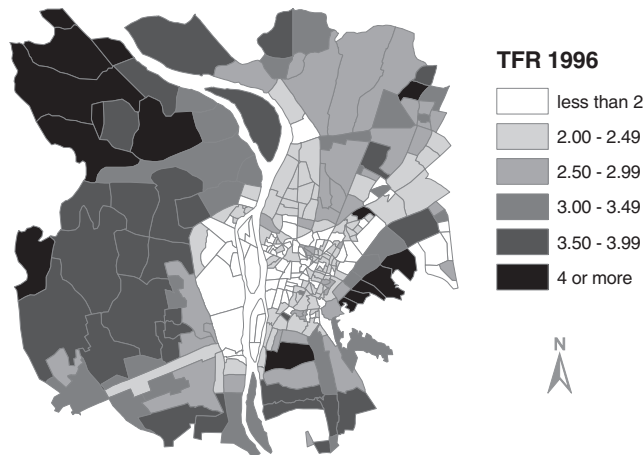 TFR 1996
less than 2
2.00 - 2.49
2.50 - 2.99
3.00 - 3.49
3.50 - 3.99
4 or more
N